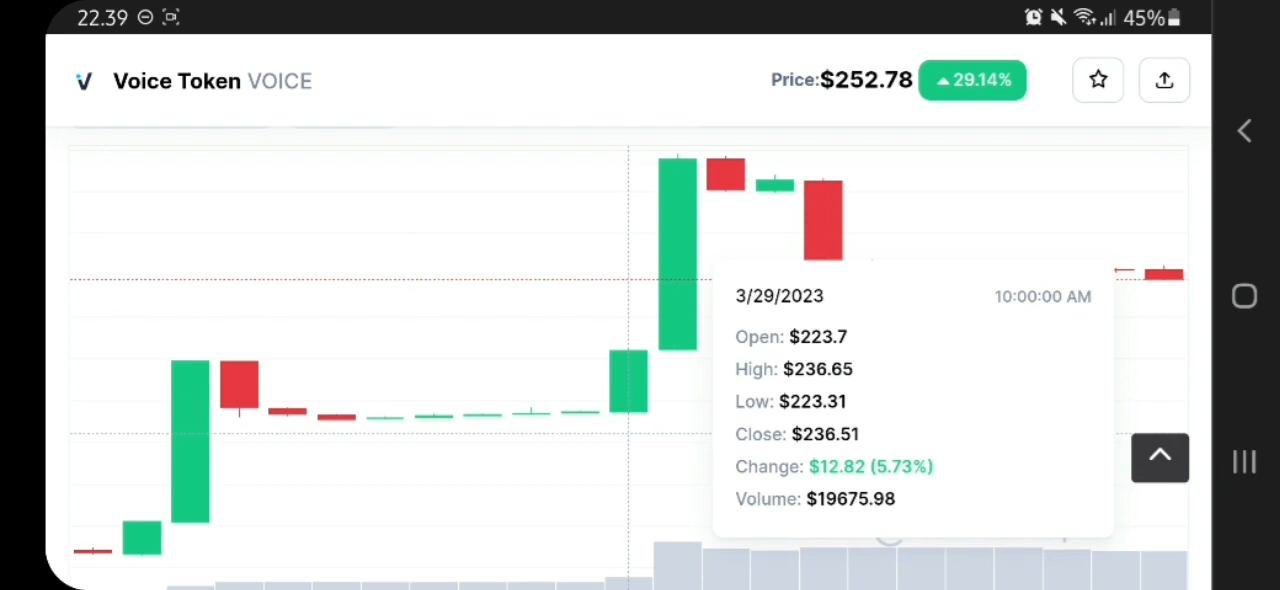 22.39 45%
Voice Token VOICE Price:$252.78 29.14%
3/29/2023 10:00:00 AM
Open: $223.7
High: $236.65
Low: $223.31
Close: $236.51
Change: $12.82 (5.73%)
Volume: $19675.98